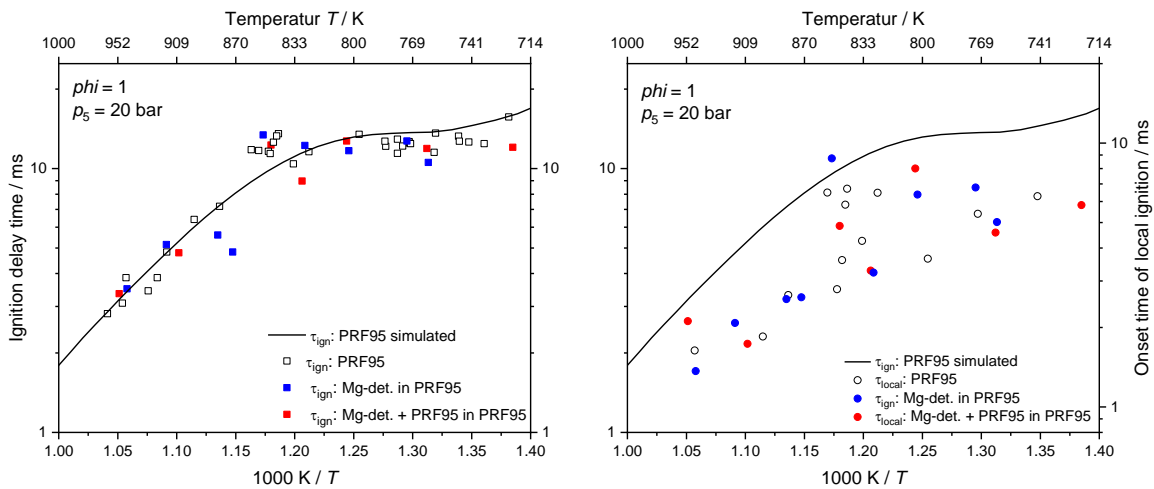 Temperatur T / K
1000 952 909 870 833 800 769 741 714
phi = 1
p5 = 20 bar
10
10
Ignition delay time / ms
τign: PRF95 simulated
τign: PRF95
τign: Mg-det. in PRF95
τign: Mg-det. + PRF95 in PRF95
1
1
1.00 1.05 1.10 1.15 1.20 1.25 1.30 1.35 1.40
1000 K / T
Temperatur / K
1000 952 909 870 833 800 769 741 714
phi = 1
p5 = 20 bar
10
Onset time of local ignition / ms
τign: PRF95 simulated
τlocal: PRF95
τign: Mg-det. in PRF95
τlocal: Mg-det. + PRF95 in PRF95
1
1.00 1.05 1.10 1.15 1.20 1.25 1.30 1.35 1.40
1000 K / T